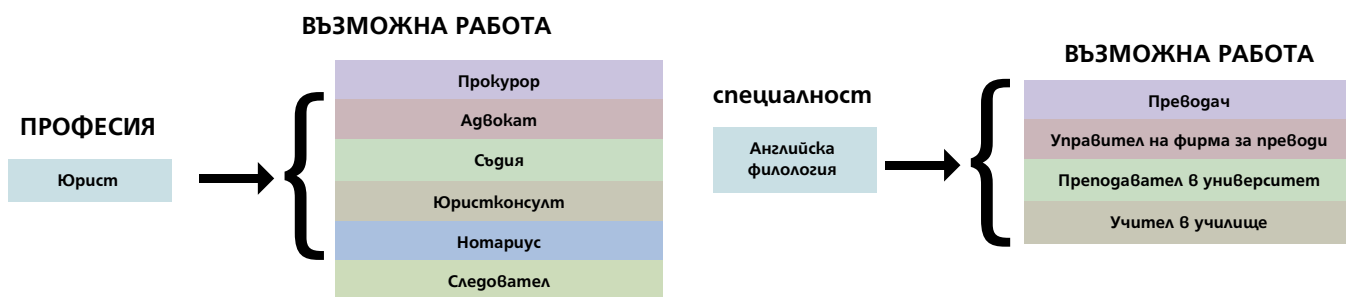 ВЪЗМОЖНА РАБОТА
ПРОФЕСИЯ
Юрист
Прокурор
Адвокат
Съдия
Юристконсулт
Нотариус
Следовател
ВЪЗМОЖНА РАБОТА
специалност
Английска
филология
Преводач
Управител на фирма за преводи
Преподавател в университет
Учител в училище